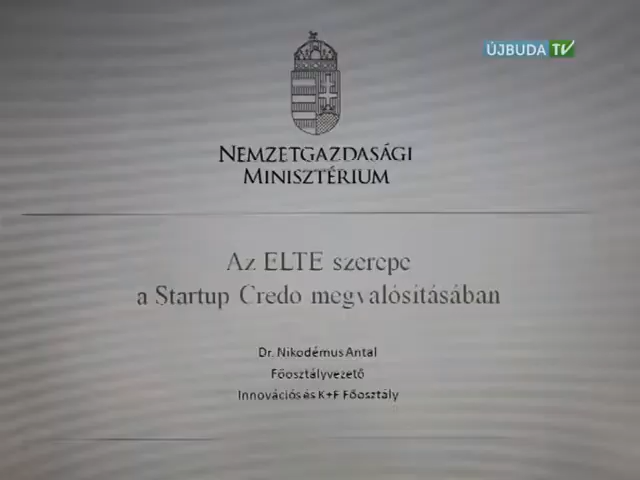 ÚJBUDA TV
NEMZETGAZDASÁGI
MINISZTÉRIUM
Az ELTE szerepe
a Startup Credo megvalósításában
Dr. Nikodémus Antal
Főosztályvezető
Innovációs és K+F Főosztály